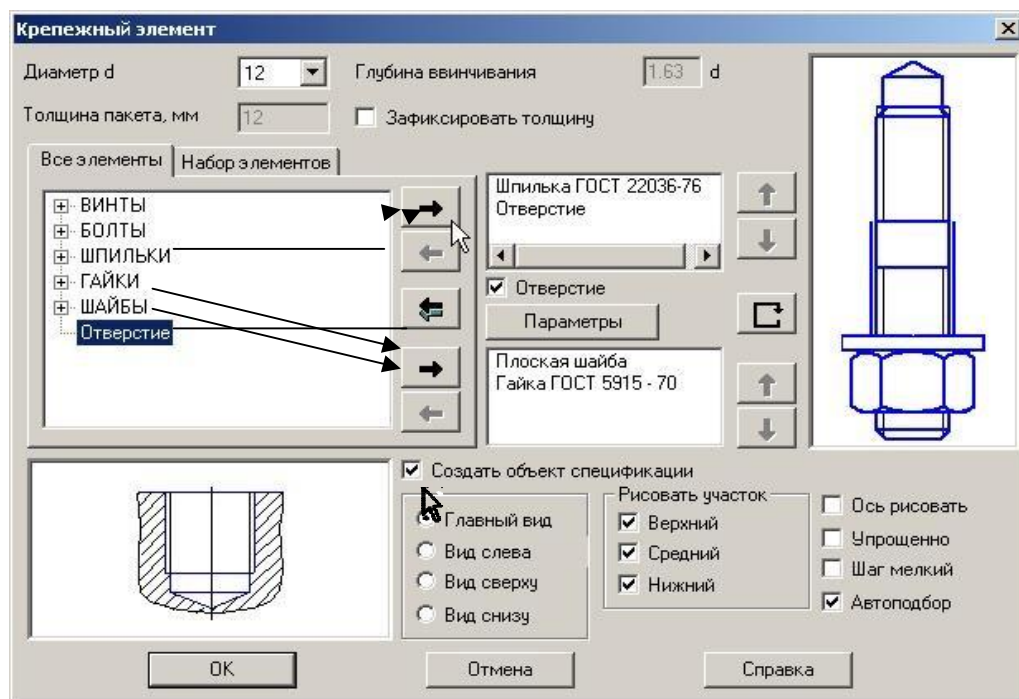 Крепежный элемент
Диаметр d 12 Глубина ввинчивания 1.63 d
Толщина пакета, мм 12 Зафиксировать толщину
Все элементы Набор элементов
ВИНТЫ
БОЛТЫ
ШПИЛЬКИ
ГАЙКИ
ШАЙБЫ
Отверстие
Шпилька ГОСТ 22036-76
Отверстие
Отверстие
Параметры
Плоская шайба
Гайка ГОСТ 5915 - 70
Создать объект спецификации
Главный вид
Вид слева
Вид сверху
Вид снизу
Рисовать участок
Верхний
Средний
Нижний
Ось рисовать
Упрощенно
Шаг мелкий
Автоподбор
OK Отмена Справка